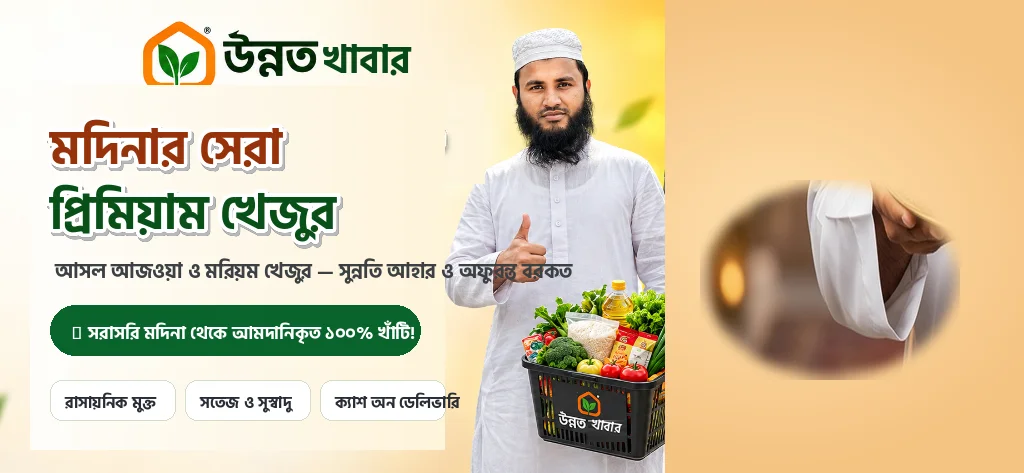 উন্নত খাবার
মদিনার সেরা
প্রিমিয়াম খেজুর
আসল আজওয়া ও মরিয়ম খেজুর — সুন্নতি আহার ও অফুরন্ত বরকত
সরাসরি মদিনা থেকে আমদানিকৃত ১০০% খাঁটি!
রাসায়নিক মুক্ত
সতেজ ও সুস্বাদু
ক্যাশ অন ডেলিভারি
উন্নত খাবার